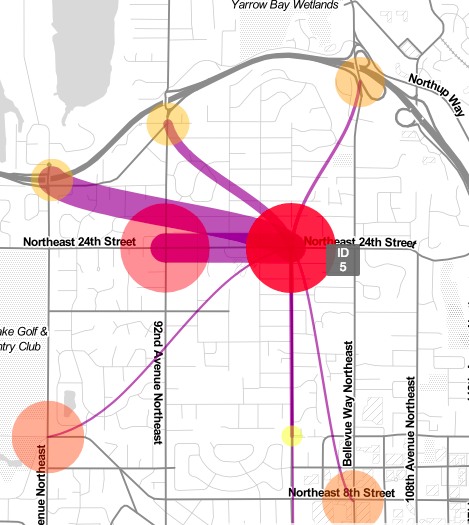 Yarrow Bay Wetlands
Northup Way
Northeast 24th Street
Northeast 24th Street
ID
5
ake Golf &
ntry Club
92nd Avenue Northeast
Bellevue Way Northeast
108th Avenue Northeast
enue Northeast
Northeast 8th Street